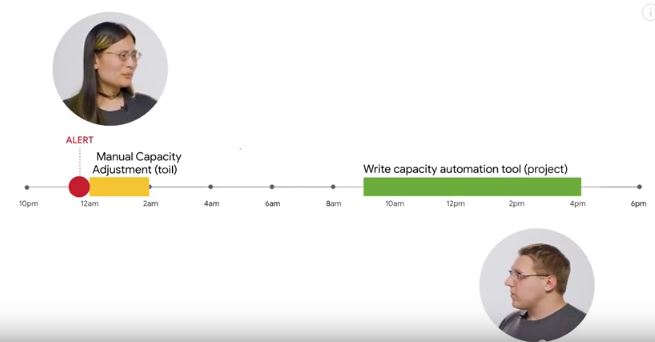 ALERT
Manual Capacity
Adjustment (toil)
Write capacity automation tool (project)
10pm 12am 2am 4am 6am 8am 10am 12pm 2pm 4pm 6pm